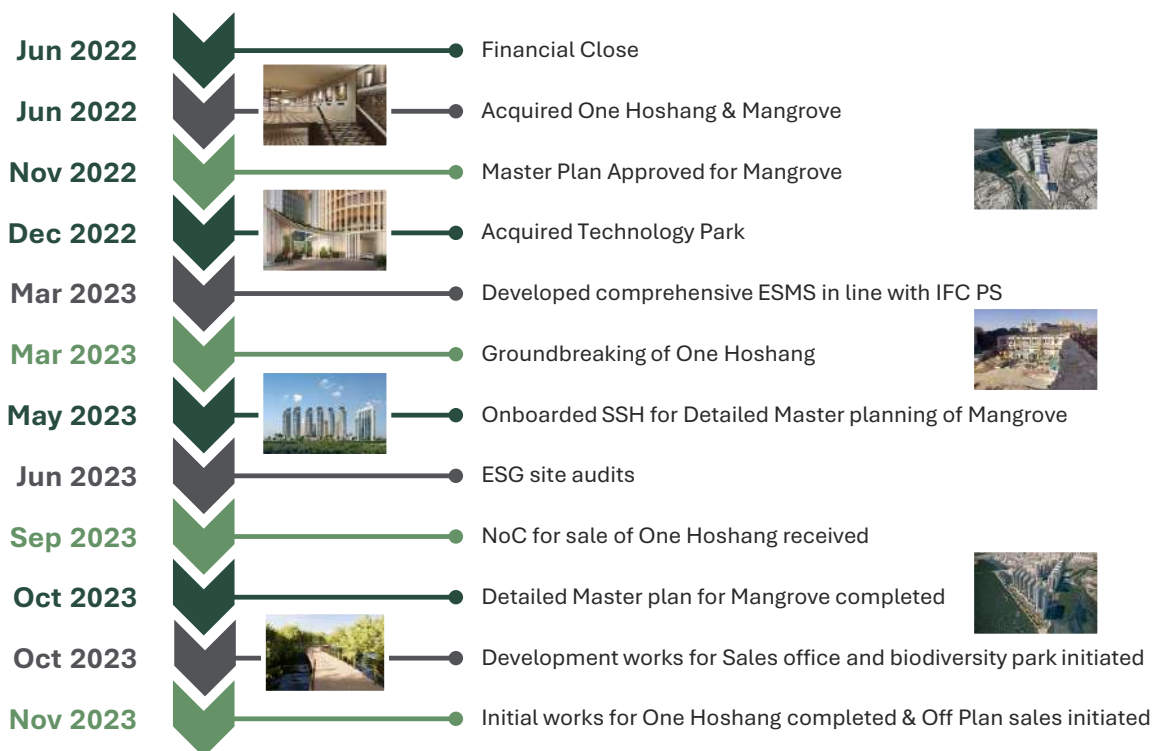 Jun 2022 Financial Close
Jun 2022 Acquired One Hoshang & Mangrove
Nov 2022 Master Plan Approved for Mangrove
Dec 2022 Acquired Technology Park
Mar 2023 Developed comprehensive ESMS in line with IFC PS
Mar 2023 Groundbreaking of One Hoshang
May 2023 Onboarded SSH for Detailed Master planning of Mangrove
Jun 2023 ESG site audits
Sep 2023 NoC for sale of One Hoshang received
Oct 2023 Detailed Master plan for Mangrove completed
Oct 2023 Development works for Sales office and biodiversity park initiated
Nov 2023 Initial works for One Hoshang completed & Off Plan sales initiated